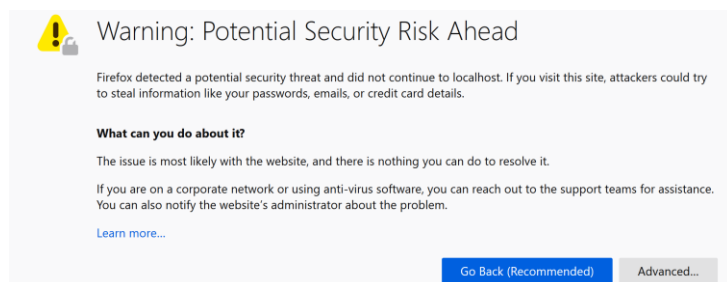 Warning: Potential Security Risk Ahead
Firefox detected a potential security threat and did not continue to localhost. If you visit this site, attackers could try
to steal information like your passwords, emails, or credit card details.
What can you do about it?
The issue is most likely with the website, and there is nothing you can do to resolve it.
If you are on a corporate network or using anti-virus software, you can reach out to the support teams for assistance.
You can also notify the website’s administrator about the problem.
Learn more...
Go Back (Recommended)
Advanced...